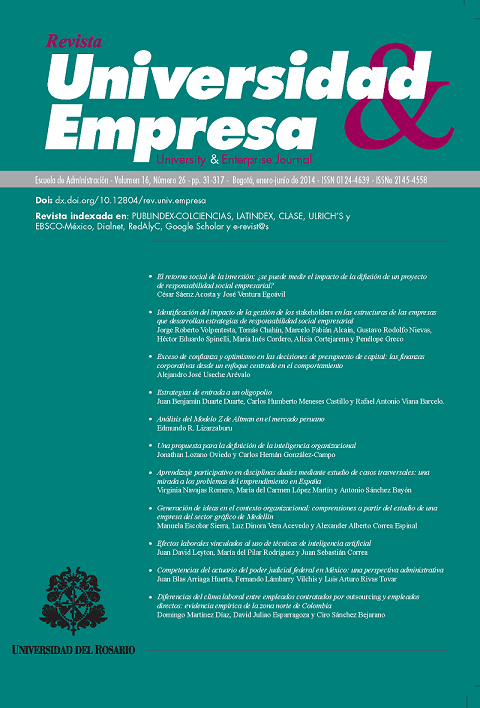 Revista
Universidad &
Empresa
University & Enterprise Journal
Escuela de Administración - Volumen 16, Número 26 - pp. 31-317 - Bogotá, enero-junio de 2014 - ISSN 0124-4639 - ISSNe 2145-4558
Doi: dx.doi.org/10.12804/rev.univ.empresa
Revista indexada en: PUBLINDEX-COLCIENCIAS, LATINDEX, CLASE, ULRICH'S y
EBSCO-México, Dialnet, RedAlyC, Google Scholar y e-revist@s
• El retorno social de la inversión: ¿se puede medir el impacto de la difusión de un proyecto
de responsabilidad social empresarial?
César Sáenz Acosta y José Ventura Egoávil
• Identificación del impacto de la gestión de los stakeholders en las estructuras de las empresas
que desarrollan estrategias de responsabilidad social empresarial
Jorge Roberto Volpentesta, Tomás Chahín, Marcelo Fabián Alcaín, Gustavo Rodolfo Nievas,
Héctor Eduardo Spinelli, María Inés Cordero, Alicia Cortejarena y Penélope Greco
• Exceso de confianza y optimismo en las decisiones de presupuesto de capital: las finanzas
corporativas desde un enfoque centrado en el comportamiento
Alejandro José Useche Arévalo
• Estrategias de entrada a un oligopolio
Juan Benjamín Duarte Duarte, Carlos Humberto Meneses Castillo y Rafael Antonio Viana Barcelo.
• Análisis del Modelo Z de Altman en el mercado peruano
Edmundo R. Lizarzaburu
• Una propuesta para la definición de la inteligencia organizacional
Jonathan Lozano Oviedo y Carlos Hernán González-Campo
• Aprendizaje participativo en disciplinas duales mediante estudio de casos trasversales: una
mirada a los problemas del emprendimiento en España
Virginia Navajas Romero, María del Carmen López Martín y Antonio Sánchez Bayón
• Generación de ideas en el contexto organizacional: comprensiones a partir del estudio de una
empresa del sector gráfico de Medellín
Manuela Escobar Sierra, Luz Dinora Vera Acevedo y Alexander Alberto Correa Espinal
• Efectos laborales vinculados al uso de técnicas de inteligencia artificial
Juan David Leyton, María del Pilar Rodríguez y Juan Sebastián Correa
• Competencias del actuario del poder judicial federal en México: una perspectiva administrativa
Juan Blas Arriaga Huerta, Fernando Lámbarry Vilchis y Luis Arturo Rivas Tovar
• Diferencias del clima laboral entre empleados contratados por outsourcing y empleados
directos: evidencia empírica de la zona norte de Colombia
Domingo Martínez Díaz, David Juliao Esparragoza y Ciro Sánchez Bejarano
UNIVERSIDAD DEL ROSARIO